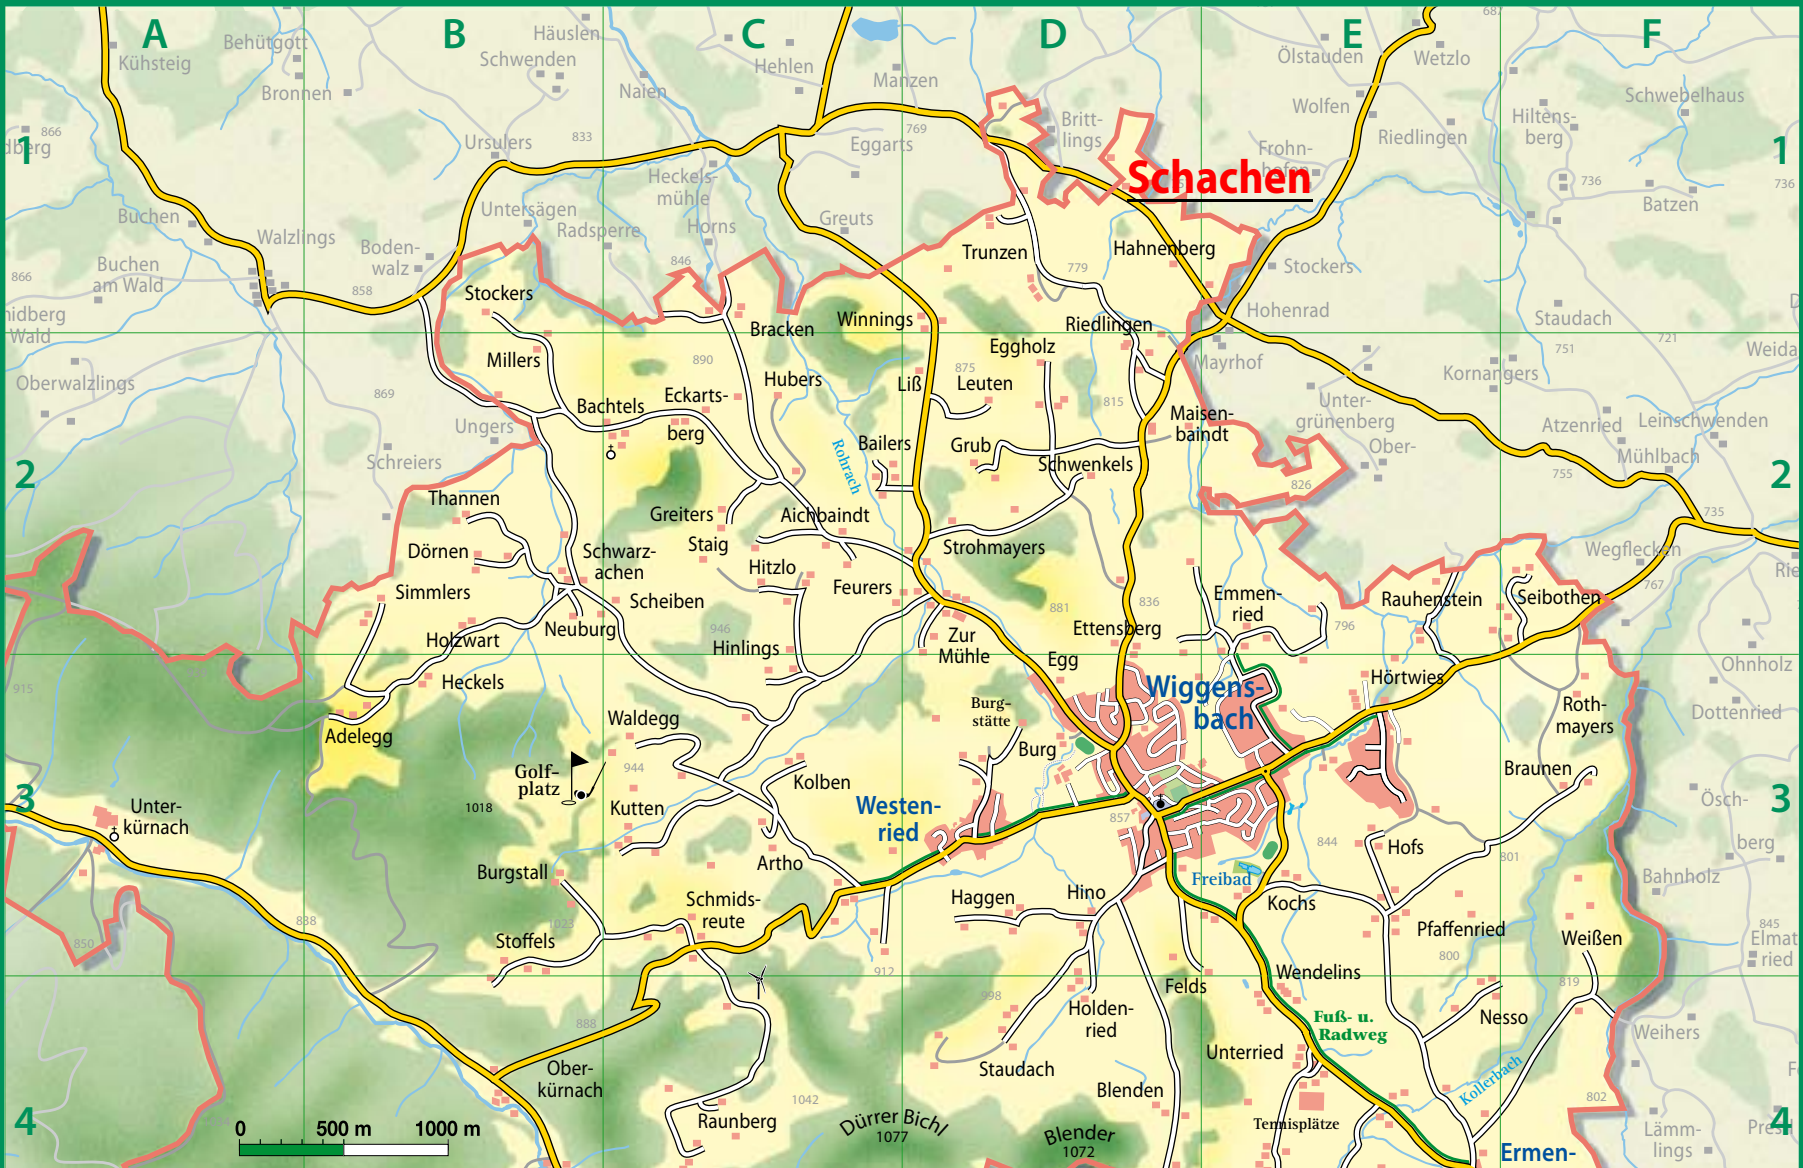 A
B
C
D
E
F
687
Kühsteig
Behütgott
Häuslen
Schwenden
Bronnen
Naien
Hehlen
Manzen
Ölstauden
Wetzlo
Wolfen
Riedlingen
Schwebelhaus
Hiltens-
berg
1
866
dberg
Ursulers
833
769
Eggarts
Britt-
lings
Frohn-
hofen
1
Schachen
736
736
Batzen
Buchen
Walzlings
Untersägen
Radsperre
Heckels-
mühle
Horns
Greuts
Boden-
walz
Buchen
am Wald
866
858
846
Trunzen
Hahnenberg
779
Stockers
Stockers
nidberg
Wald
Bracken
Winnings
Riedlingen
Hohenrad
Staudach
751
721
Weida
Millers
890
Eggholz
875
Mayrhof
Kornangers
Oberwalzlings
869
Hubers
Liß
Leuten
815
Eckarts-
berg
Bachtels
Maisen-
baindt
Unter-
grünenberg
Ober-
Atzenried
Leinschwenden
Ungers
Rohrach
Bailers
Grub
Schwenkels
Mühlbach
2
Schreiers
755
826
2
Thannen
Greiters
Aichbaindt
735
Dörnen
Schwarz-
achen
Staig
Strohmayers
Wegflecken
Hitzlo
Feurers
Rie
767
Simmlers
Scheiben
881
836
Emmen-
ried
Rauhenstein
Seibothen
796
Holzwart
Neuburg
946
Hinlings
Zur
Mühle
Ettensberg
Egg
Ohnholz
915
Heckels
Wiggens-
bach
Hörtwies
Roth-
mayers
Dottenried
Waldegg
Burg-
stätte
Adelegg
Burg
Golf-
platz
944
Kolben
Braunen
3
Unter-
kürnach
1018
Kutten
Westen-
ried
857
Ösch-
berg
3
844
Hofs
801
Artho
Burgstall
Freibad
Bahnholz
Schmids-
reute
Haggen
Hino
Kochs
838
850
1023
Stoffels
Pfaffenried
Weißen
845
Elmat
ried
800
912
Wendelins
819
998
Felds
Holden-
ried
Fuß- u.
Radweg
Nesso
Weihers
888
Ober-
kürnach
Staudach
Unterried
Blenden
Kollerbach
802
1042
4
0
500 m
1000 m
Raunberg
Dürrer Bichl
1077
Blender
1072
Tennisplätze
Ermen-
Lämm-
lings
4